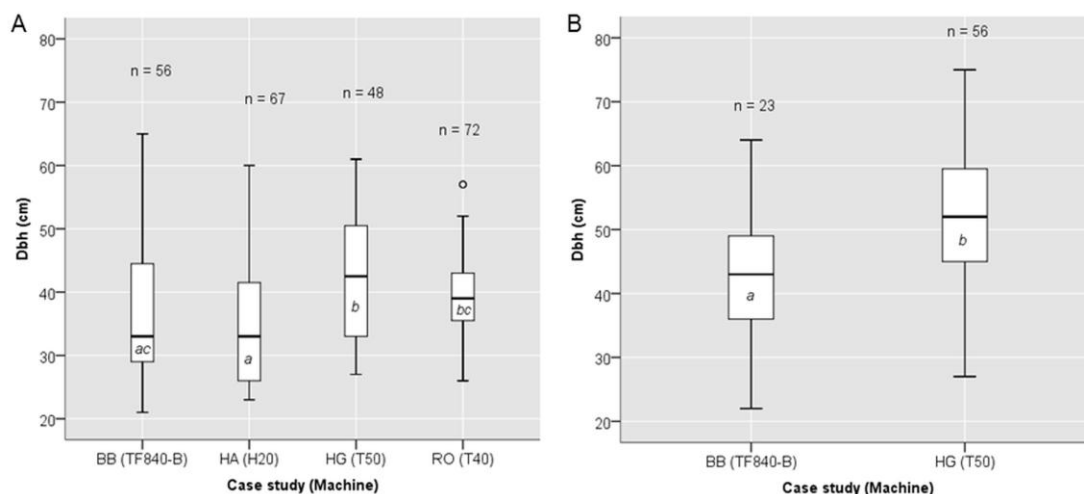 A
80
70
60
50
40
30
20
Dbh (cm)
n = 56
n = 67
n = 48
n = 72
ac
a
b
bc
BB (TF840-B)
HA (H20)
HG (T50)
RO (T40)
Case study (Machine)
B
80
70
60
50
40
30
20
Dbh (cm)
n = 23
n = 56
a
b
BB (TF840-B)
HG (T50)
Case study (Machine)